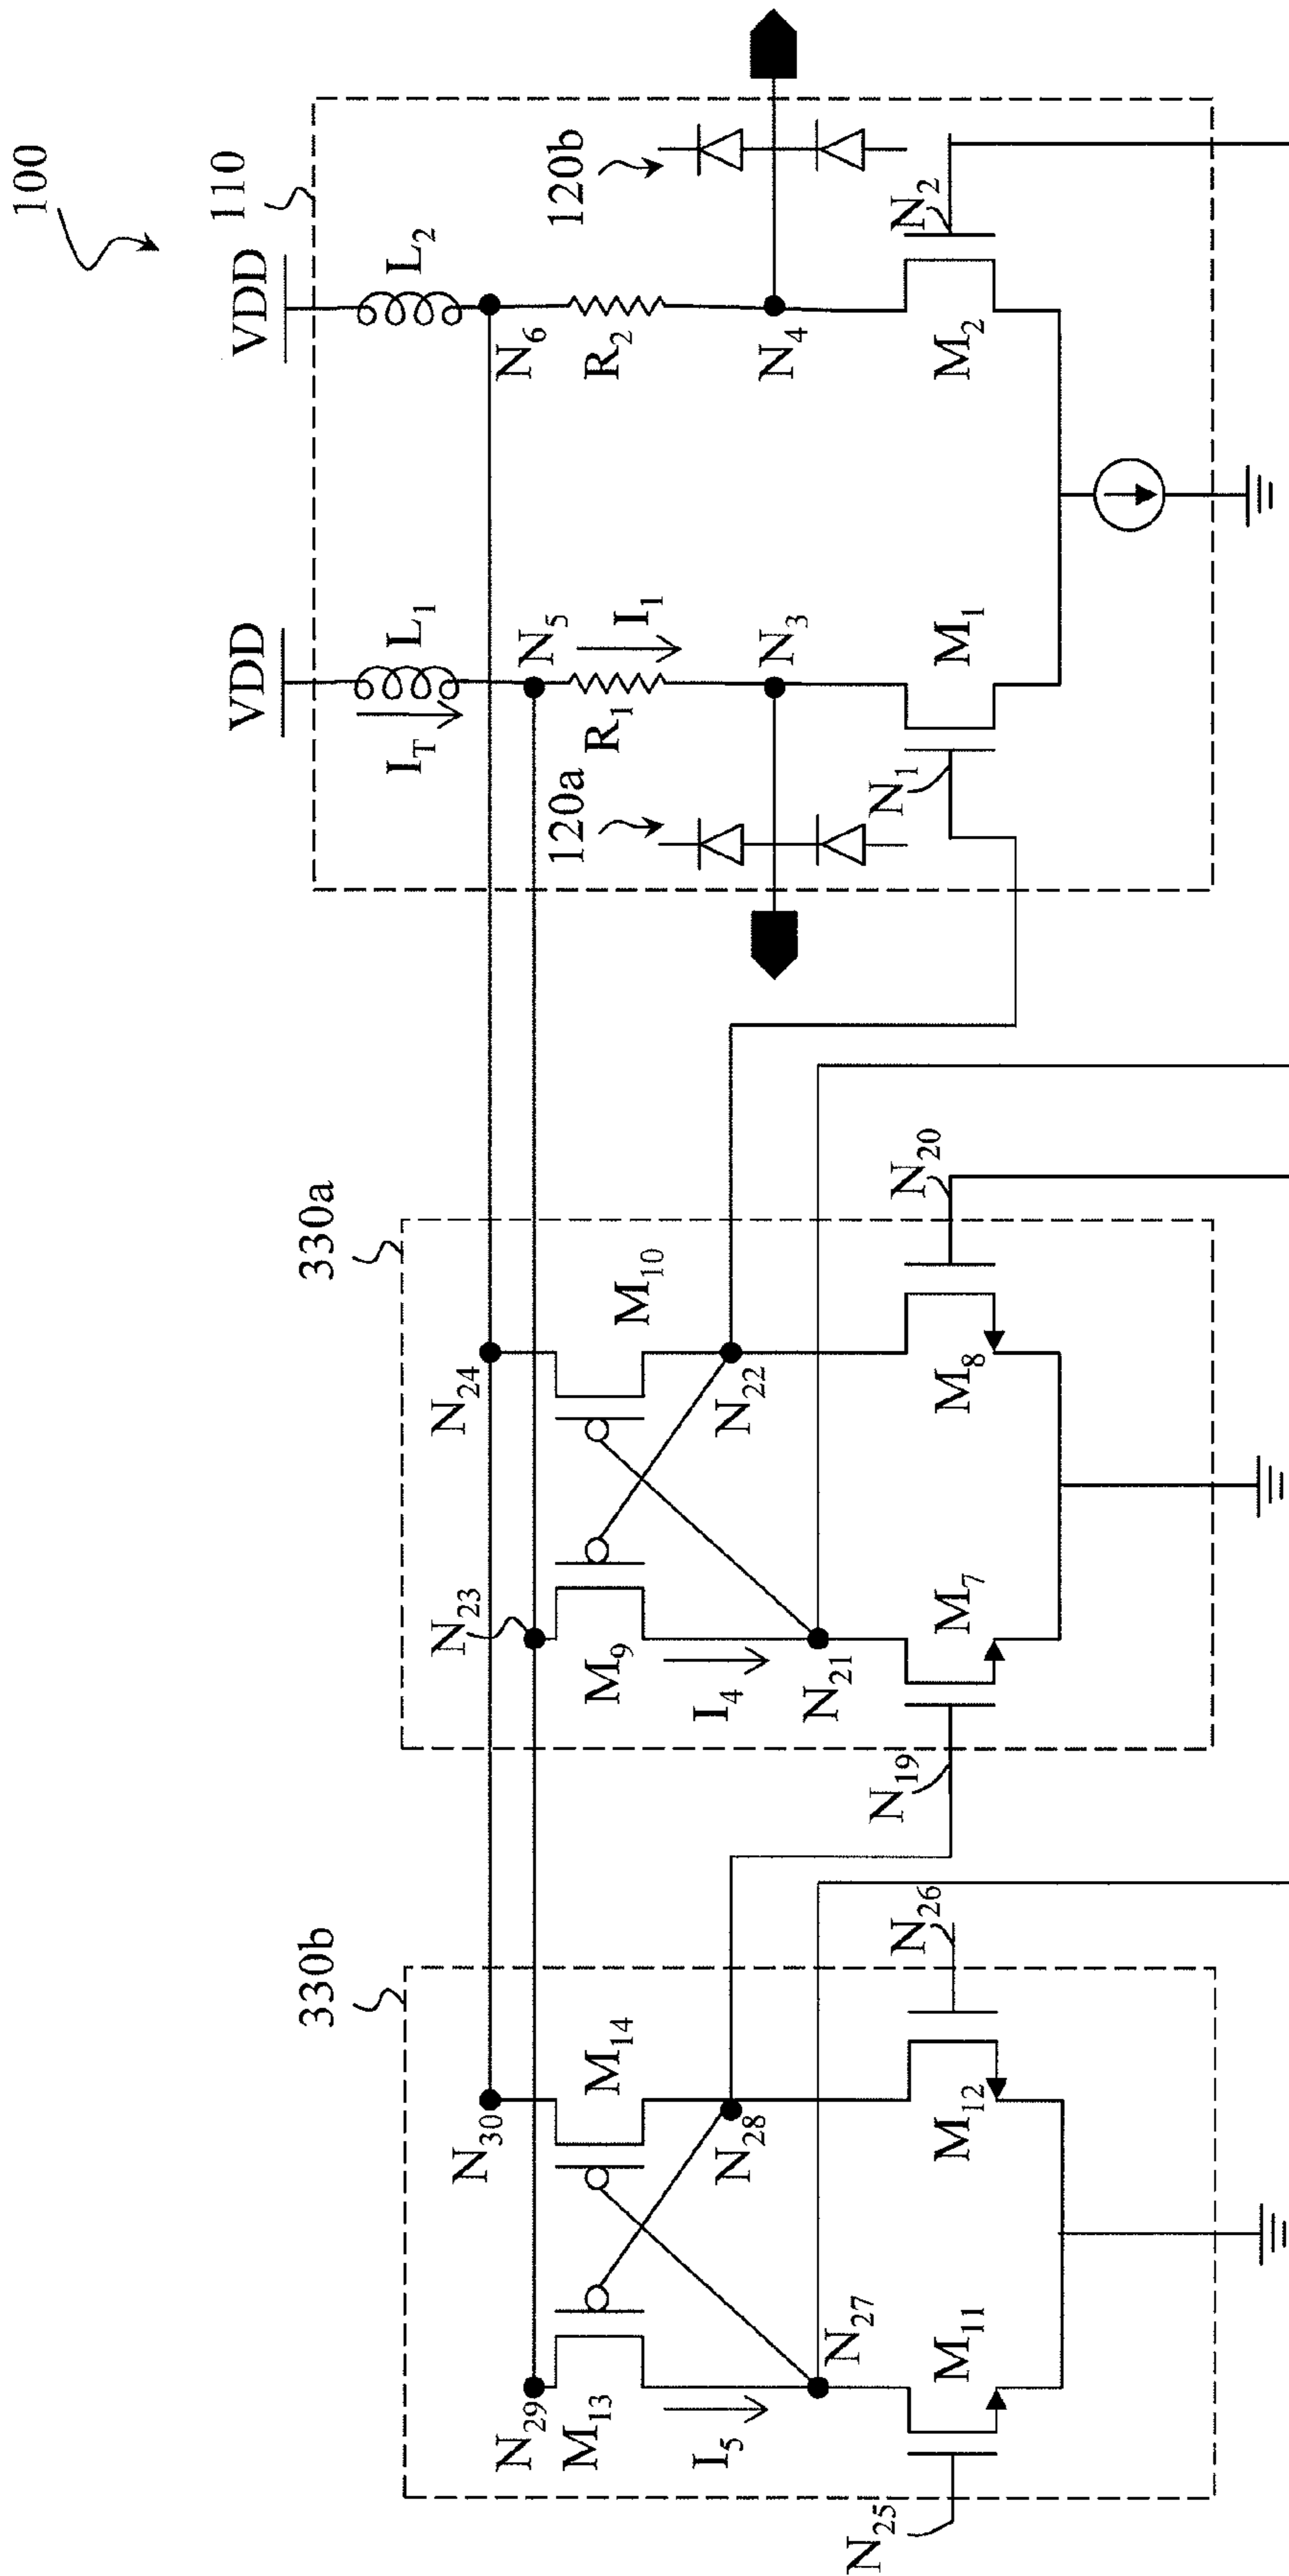 100
110
VDD
VDD
L₁
L₂
I_T
N₅
N₆
R₁
I₁
R₂
120a
120b
N₃
N₄
N₁
M₁
M₂
N₂
330a
N₂₃
N₂₄
M₉
M₁₀
I₄
N₂₁
N₂₂
N₁₉
M₇
M₈
N₂₀
330b
N₂₉
N₃₀
M₁₃
M₁₄
I₅
N₂₇
N₂₈
N₂₅
M₁₁
M₁₂
N₂₆